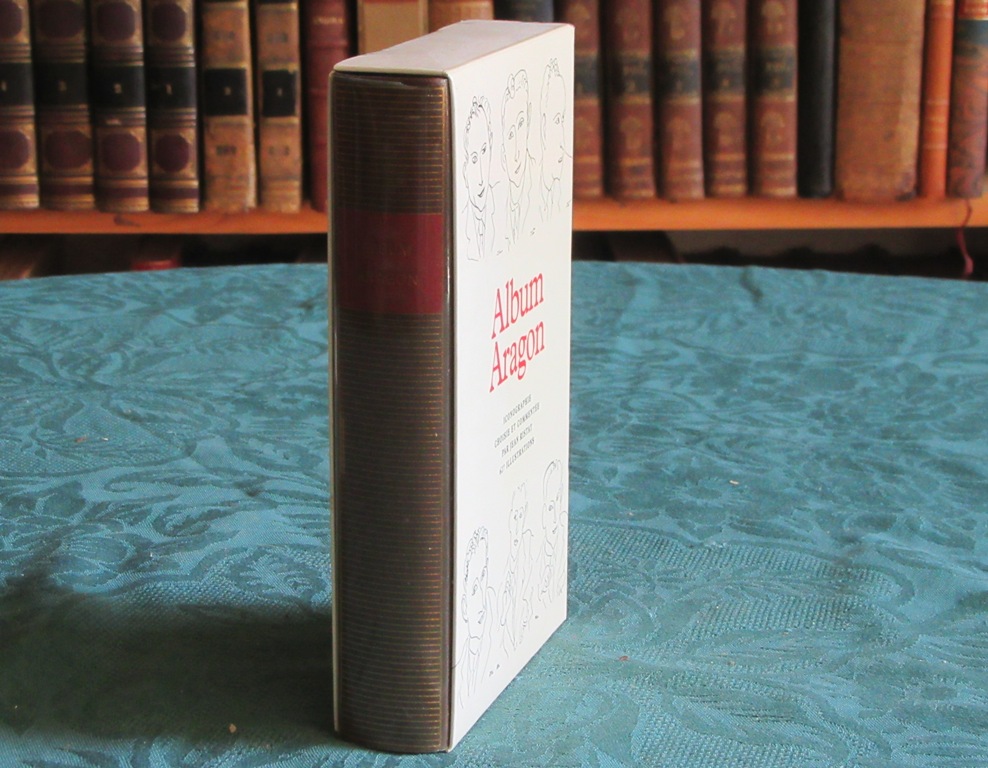 Album
Aragon
ICONOGRAPHIE
CHOISIE ET COMMENTÉE
PAR JEAN RISTAT
ILLUSTRATIONS